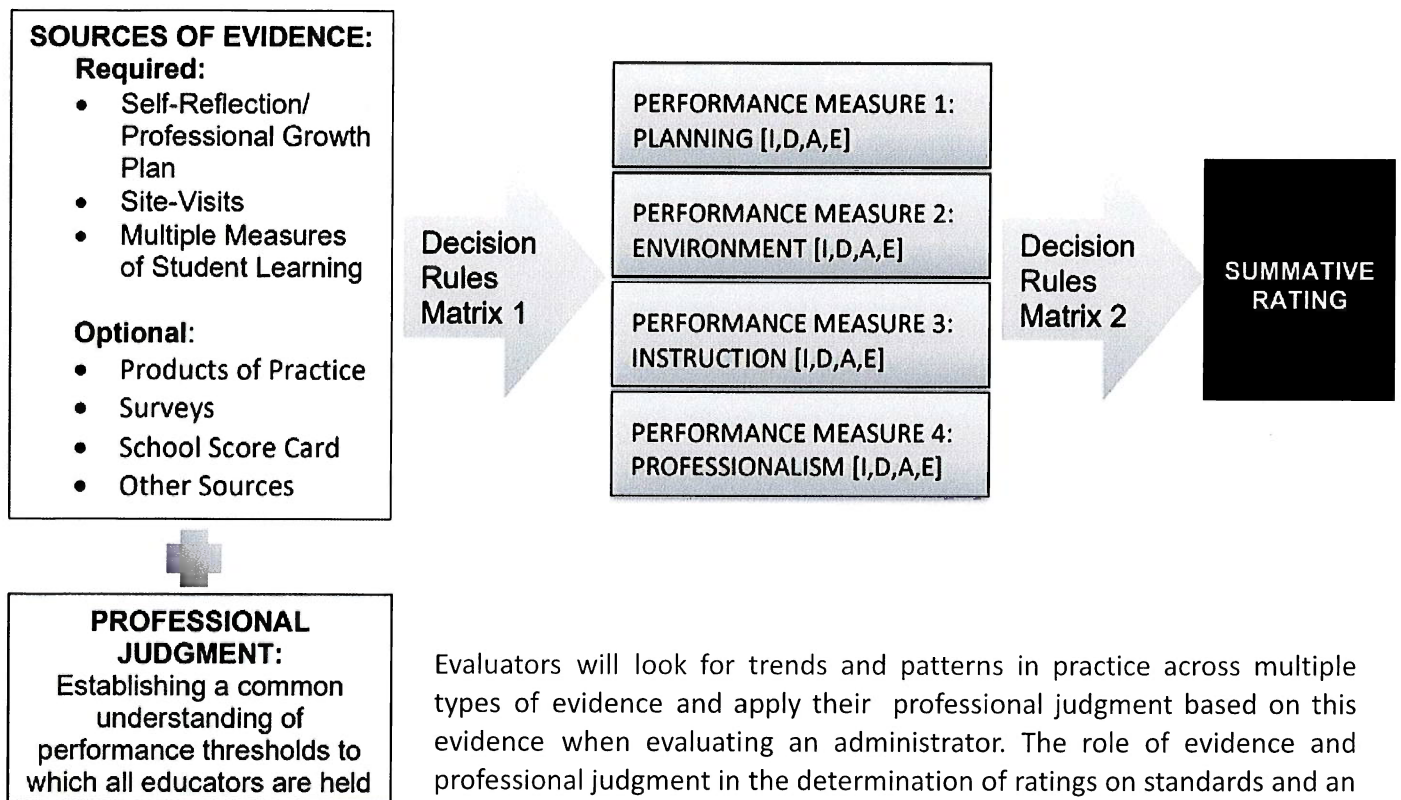 SOURCES OF EVIDENCE:
Required:
• Self-Reflection/
Professional Growth
Plan
• Site-Visits
• Multiple Measures
of Student Learning
Optional:
• Products of Practice
• Surveys
• School Score Card
• Other Sources
PROFESSIONAL
JUDGMENT:
Establishing a common
understanding of
performance thresholds to
which all educators are held
Decision
Rules
Matrix 1
PERFORMANCE MEASURE 1:
PLANNING [I,D,A,E]
PERFORMANCE MEASURE 2:
ENVIRONMENT [I,D,A,E]
PERFORMANCE MEASURE 3:
INSTRUCTION [I,D,A,E]
PERFORMANCE MEASURE 4:
PROFESSIONALISM [I,D,A,E]
Decision
Rules
Matrix 2
SUMMATIVE
RATING
Evaluators will look for trends and patterns in practice across multiple
types of evidence and apply their professional judgment based on this
evidence when evaluating an administrator. The role of evidence and
professional judgment in the determination of ratings on standards and an